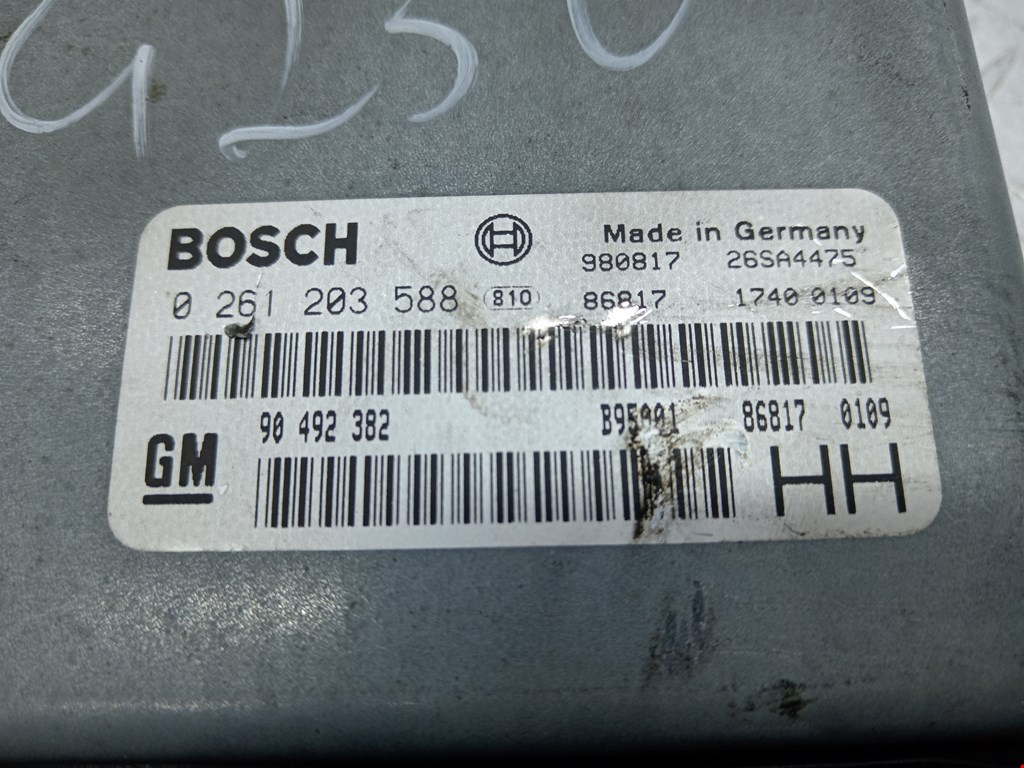 BOSCH Made in Germany
980817 26SA4475
0 261 203 588 810 86817 1740 0109
90 492 382 86817 0109
GM HH